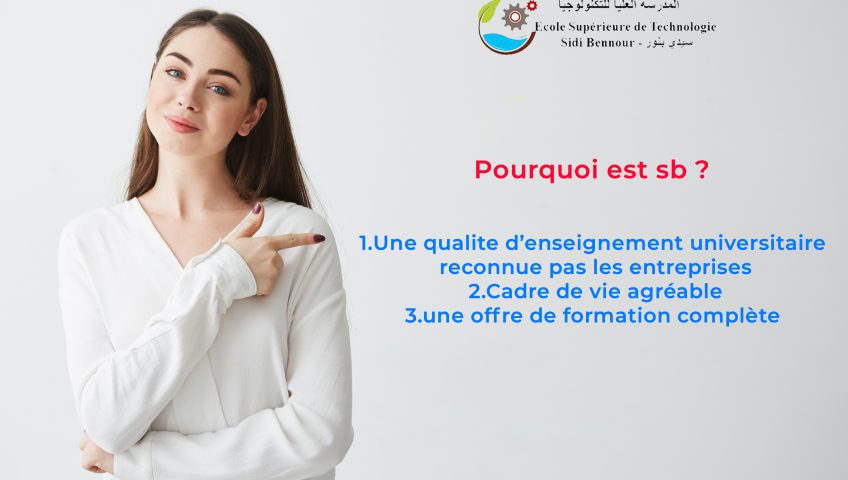 المدرسة العليا للتكنولوجيا
Ecole Supérieure de Technologie
Sidi Bennour - سيدي بنور
Pourquoi est sb ?
1.Une qualite d’enseignement universitaire
reconnue pas les entreprises
2.Cadre de vie agréable
3.une offre de formation complète